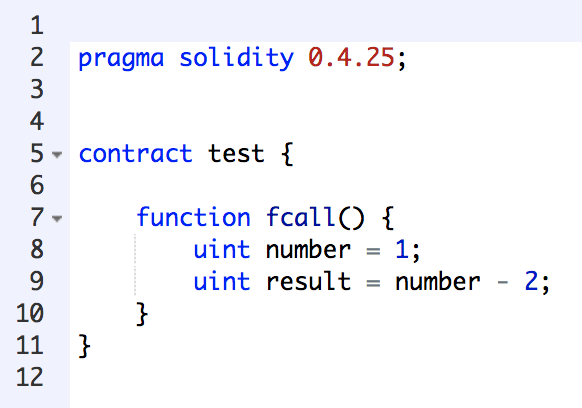 1
2 pragma solidity 0.4.25;
3
4
5 contract test {
6
7     function fcall() {
8         uint number = 1;
9         uint result = number - 2;
10     }
11 }
12